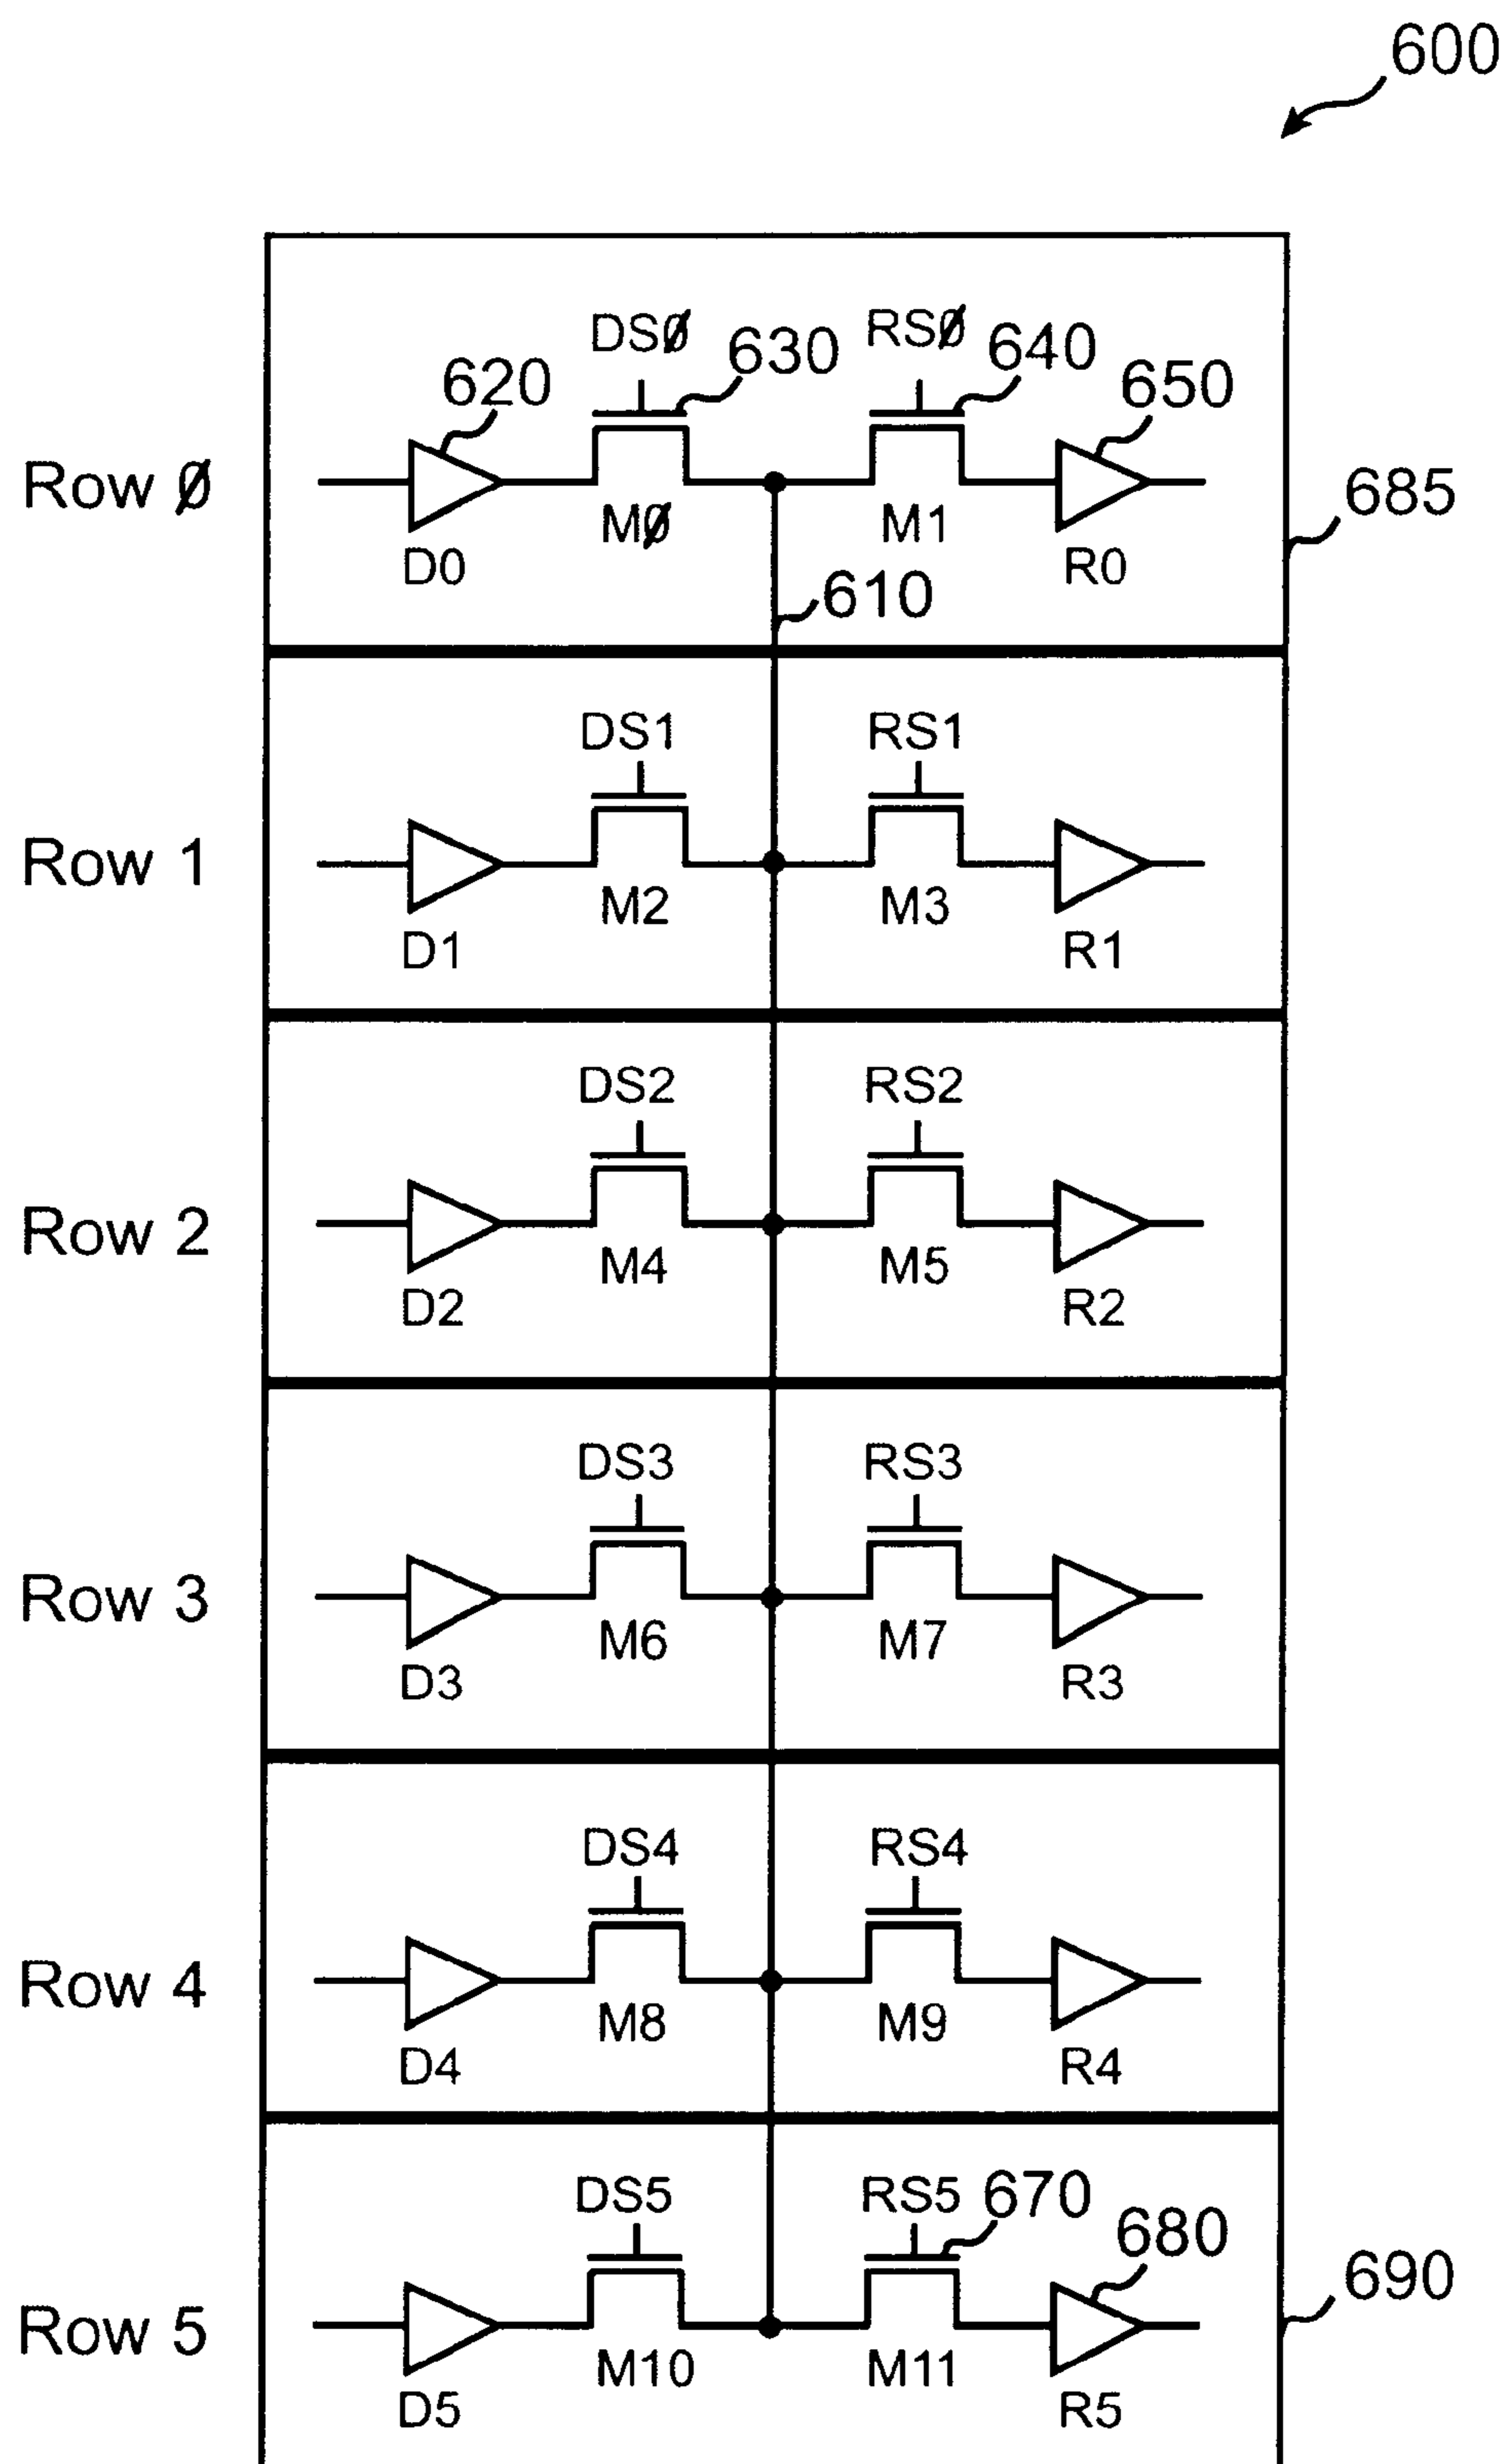 600
DSØ 630 RSØ 640
620 650
Row Ø 685
MØ M1
D0 R0
610
DS1 RS1
Row 1
M2 M3
D1 R1
DS2 RS2
Row 2
M4 M5
D2 R2
DS3 RS3
Row 3
M6 M7
D3 R3
DS4 RS4
Row 4
M8 M9
D4 R4
DS5 RS5 670
680
690
Row 5
M10 M11
D5 R5